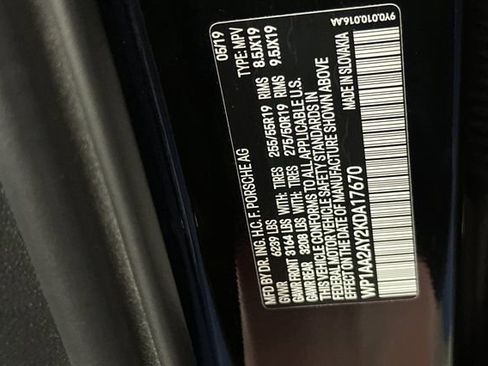 MFD BY DR. ING. H.C. F. PORSCHE AG 05/19
GVWR 6239 LBS TYPE: MPV
GAWR FRONT 3164 LBS WITH: TIRES 255/55R19 RIMS 8.5JX19
GAWR REAR 3208 LBS WITH: TIRES 275/50R19 RIMS 9.5JX19
THIS VEHICLE CONFORMS TO ALL APPLICABLE U.S.
FEDERAL MOTOR VEHICLE SAFETY STANDARDS IN
EFFECT ON THE DATE OF MANUFACTURE SHOWN ABOVE
WP1AA2AY2KDA17670 MADE IN SLOVAKIA
9Y0.010.016.AA